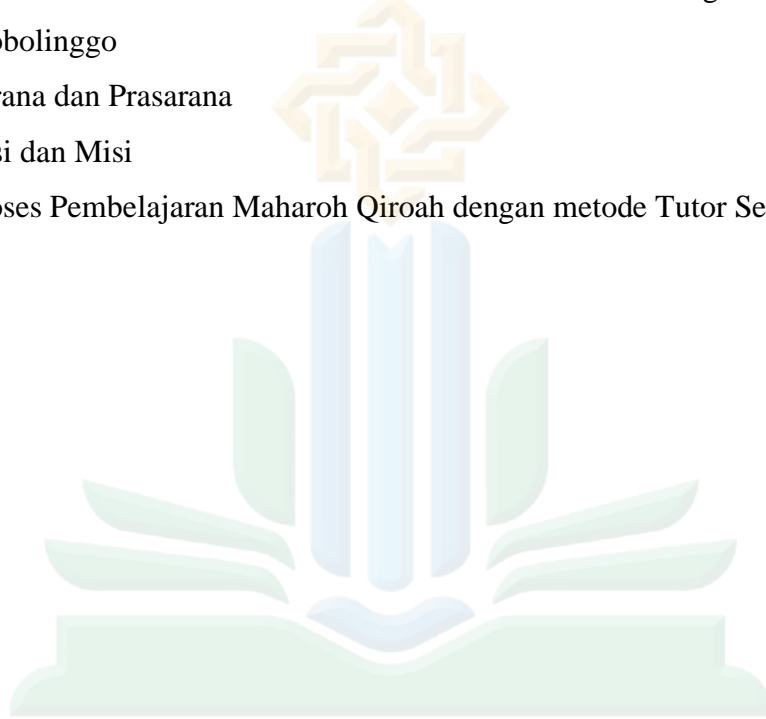 obolinggo
rana dan Prasarana
si dan Misi
oses Pembelajaran Maharoh Qiroah dengan metode Tutor Se